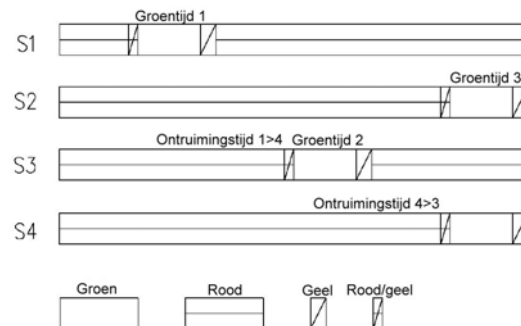 Groentijd 1
S1
Groentijd 3
S2
Ontruimingstijd 1>4 Groentijd 2
S3
Ontruimingstijd 4>3
S4
Groen Rood Geel Rood/geel